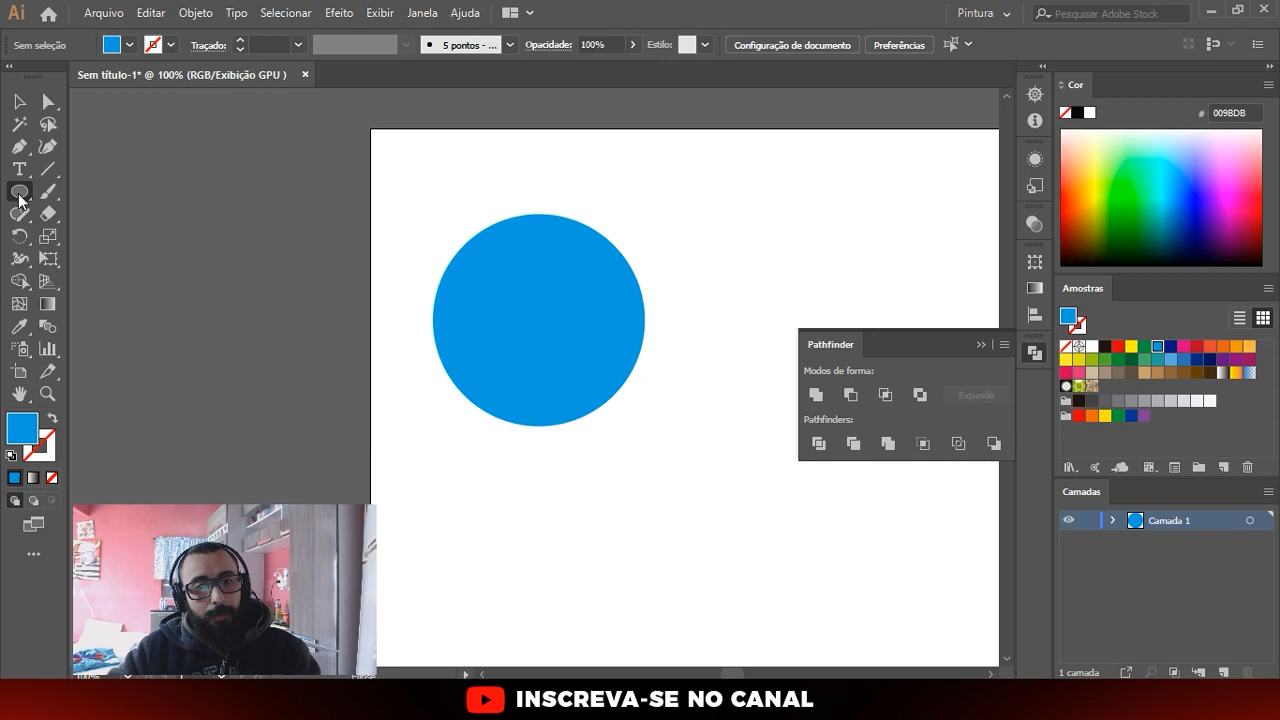 Ai Arquivo Editar Objeto Tipo Selecionar Efeito Exibir Janela Ajuda Pintura Pesquisar Adobe Stock
Sem seleção Traçado: 5 pontos - ... Opacidade: 100% Estilo: Configuração de documento Preferências
Sem título-1* @ 100% (RGB/Exibição GPU ) ×
Cor
# 009BDB
Amostras
Pathfinder
Modos de forma:
Expandir
Pathfinders:
Camadas
Camada 1
1 camada
INSCREVA-SE NO CANAL